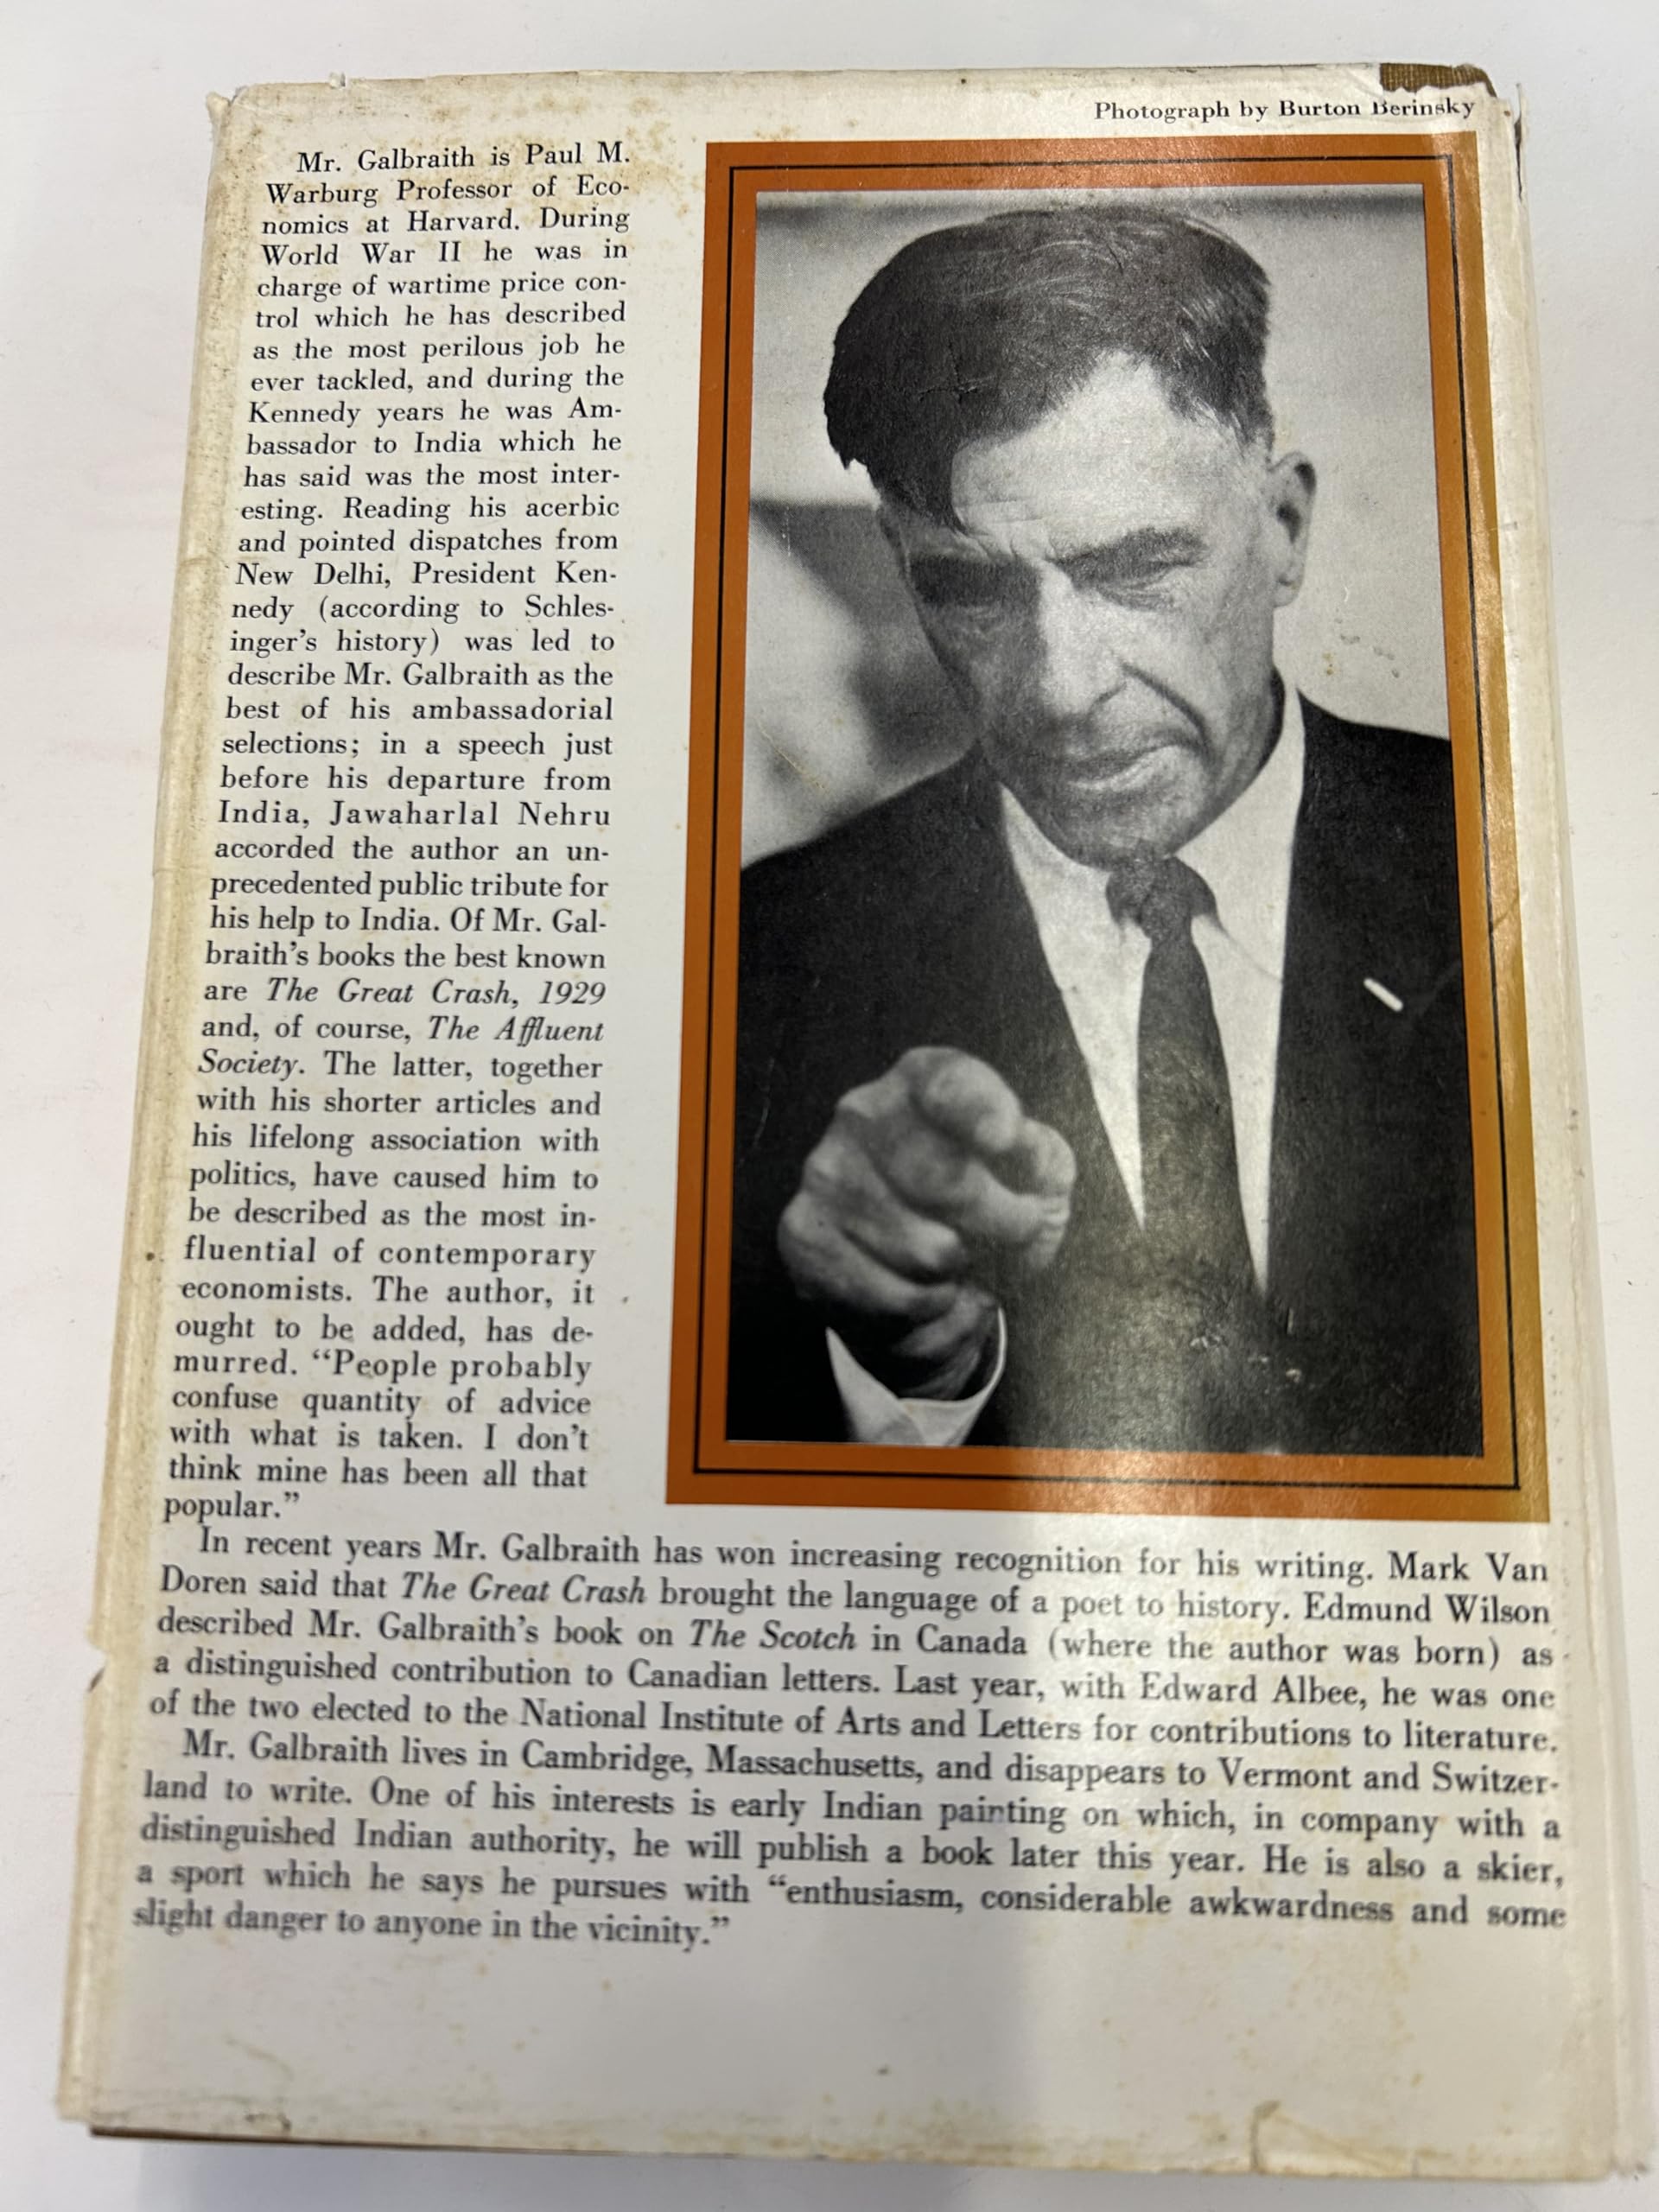 Photograph by Burton Berinsky
Mr. Galbraith is Paul M.
Warburg Professor of Eco-
nomics at Harvard. During
World War II he was in
charge of wartime price con-
trol which he has described
as the most perilous job he
ever tackled, and during the
Kennedy years he was Am-
bassador to India which he
has said was the most inter-
esting. Reading his acerbic
and pointed dispatches from
New Delhi, President Ken-
nedy (according to Schles-
inger's history) was led to
describe Mr. Galbraith as the
best of his ambassadorial
selections; in a speech just
before his departure from
India, Jawaharlal Nehru
accorded the author an un-
precedented public tribute for
his help to India. Of Mr. Gal-
braith's books the best known
are The Great Crash, 1929
and, of course, The Affluent
Society. The latter, together
with his shorter articles and
his lifelong association with
politics, have caused him to
be described as the most in-
fluential of contemporary
economists. The author, it
ought to be added, has de-
murred. “People probably
confuse quantity of advice
with what is taken. I don't
think mine has been all that
popular.”
In recent years Mr. Galbraith has won increasing recognition for his writing. Mark Van
Doren said that The Great Crash brought the language of a poet to history. Edmund Wilson
described Mr. Galbraith's book on The Scotch in Canada (where the author was born) as
a distinguished contribution to Canadian letters. Last year, with Edward Albee, he was one
of the two elected to the National Institute of Arts and Letters for contributions to literature.
Mr. Galbraith lives in Cambridge, Massachusetts, and disappears to Vermont and Switzer-
land to write. One of his interests is early Indian painting on which, in company with a
distinguished Indian authority, he will publish a book later this year. He is also a skier,
a sport which he says he pursues with “enthusiasm, considerable awkwardness and some
slight danger to anyone in the vicinity.”